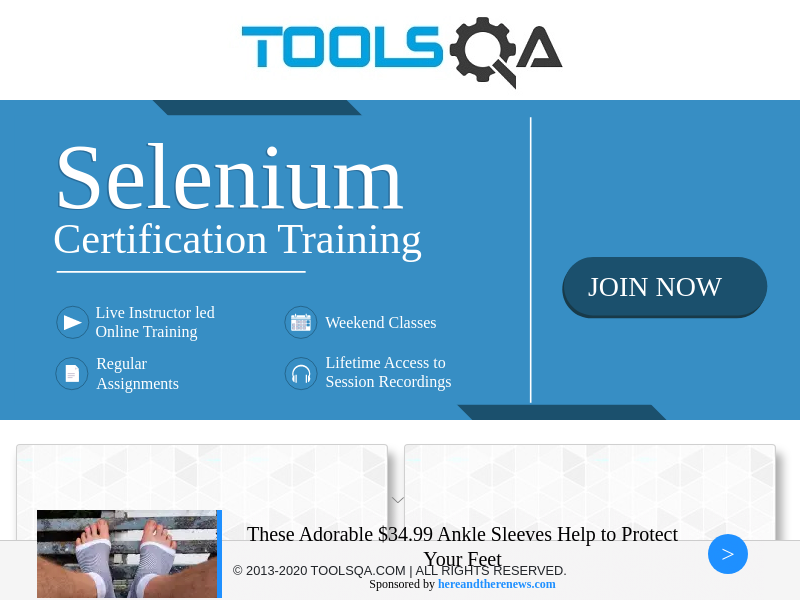 TOOLSQA
Selenium
Certification Training
Live Instructor led
Online Training
Weekend Classes
Regular
Assignments
Lifetime Access to
Session Recordings
JOIN NOW
These Adorable $34.99 Ankle Sleeves Help to Protect
Your Feet
© 2013-2020 TOOLSQA.COM | ALL RIGHTS RESERVED.
Sponsored by hereandtherenews.com
>